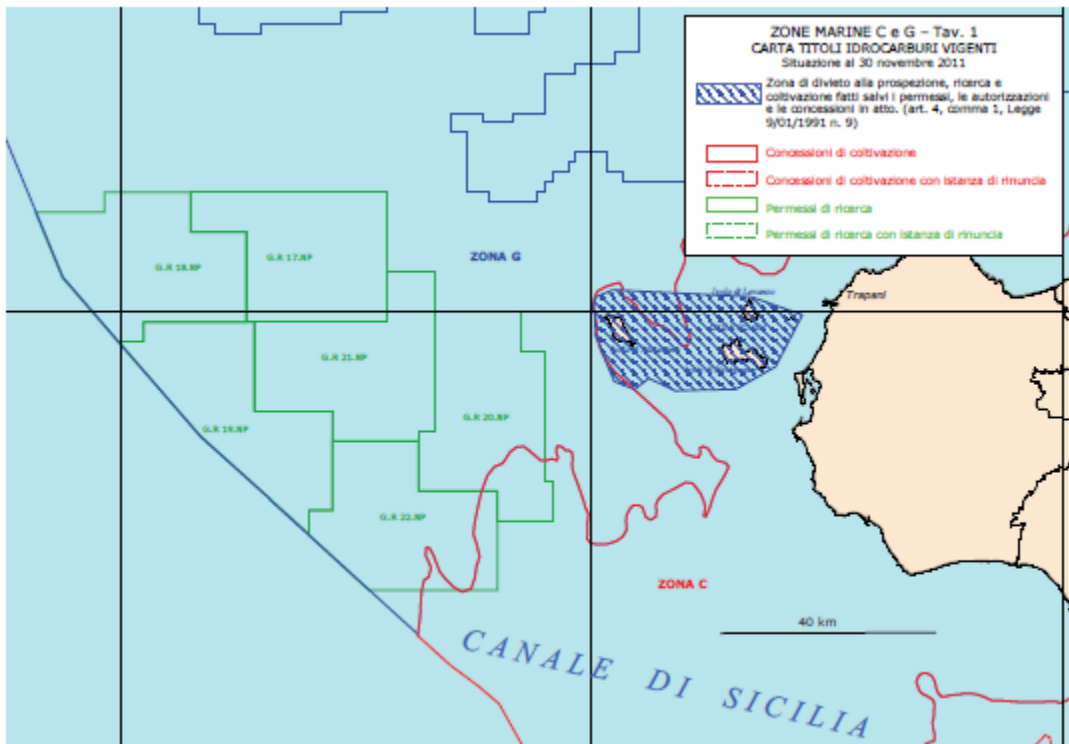 ZONE MARINE C e G – Tav. 1
CARTA TITOLI IDROCARBURI VIGENTI
Situazione al 30 novembre 2011
Zona di divieto alla prospezione, ricerca e
coltivazione fatti salvi i permessi, le autorizzazioni
e le concessioni in atto. (art. 4, comma 1, Legge
9/01/1991 n. 9)
Concessioni di coltivazione
Concessioni di coltivazione con istanza di rinuncia
Permessi di ricerca
Permessi di ricerca con istanza di rinuncia
G.R 18.NP
G.R 17.NP
ZONA G
Trapani
G.R 21.NP
G.R 19.NP
G.R 20.NP
G.R 22.NP
ZONA C
40 km
CANALE DI SICILIA